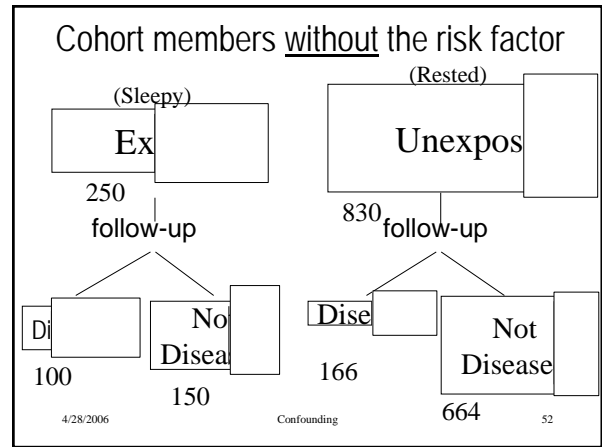 Cohort members without the risk factor
(Sleepy)
(Rested)
Ex
Unexpos
250
830
follow-up
follow-up
Di
No
Diseas
Dise
Not
Disease
100
150
166
664
4/28/2006
Confounding
52